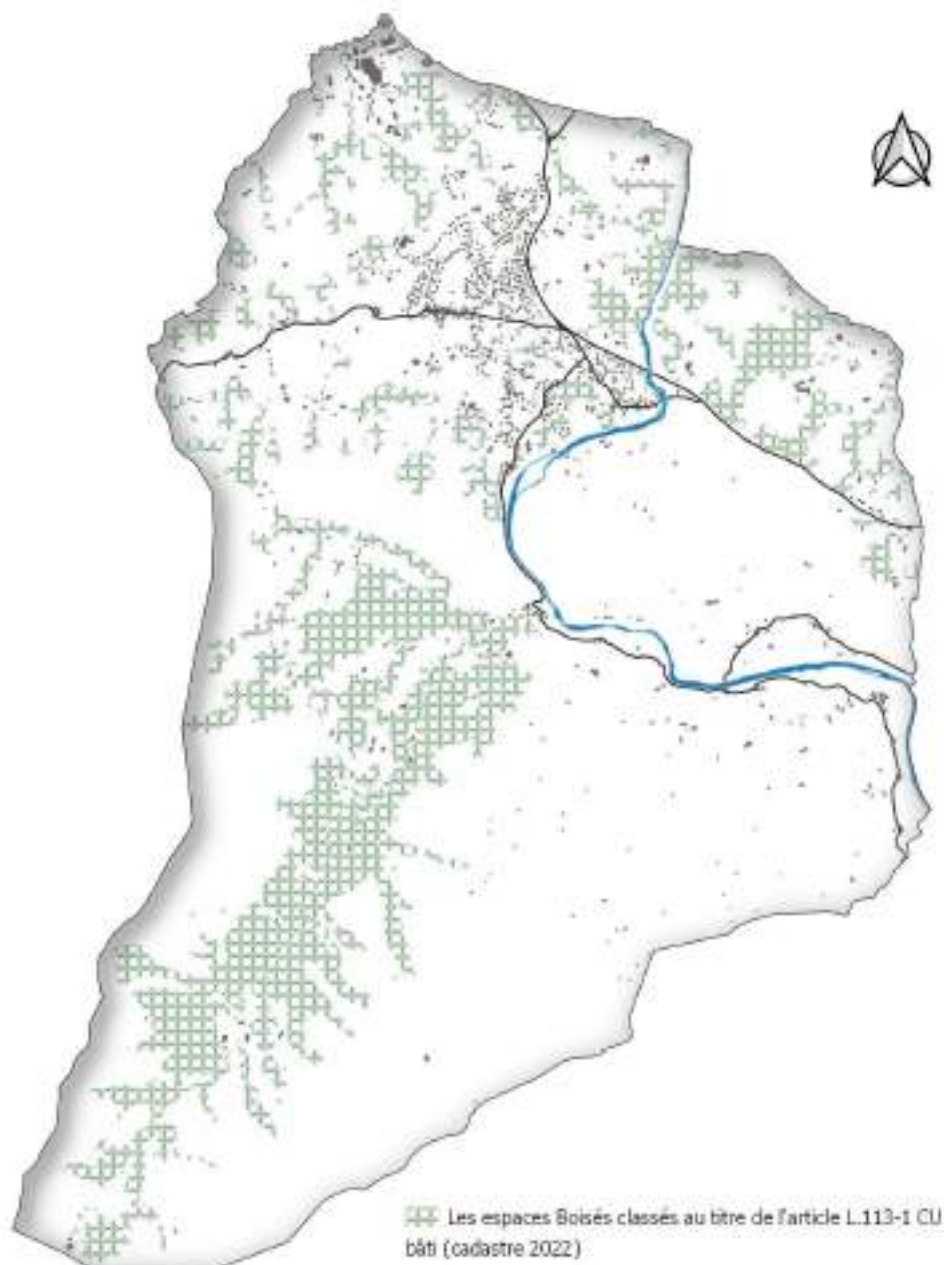 Les espaces Boisés classés au titre de l'article L.113-1 CU
bâti (cadastre 2022)